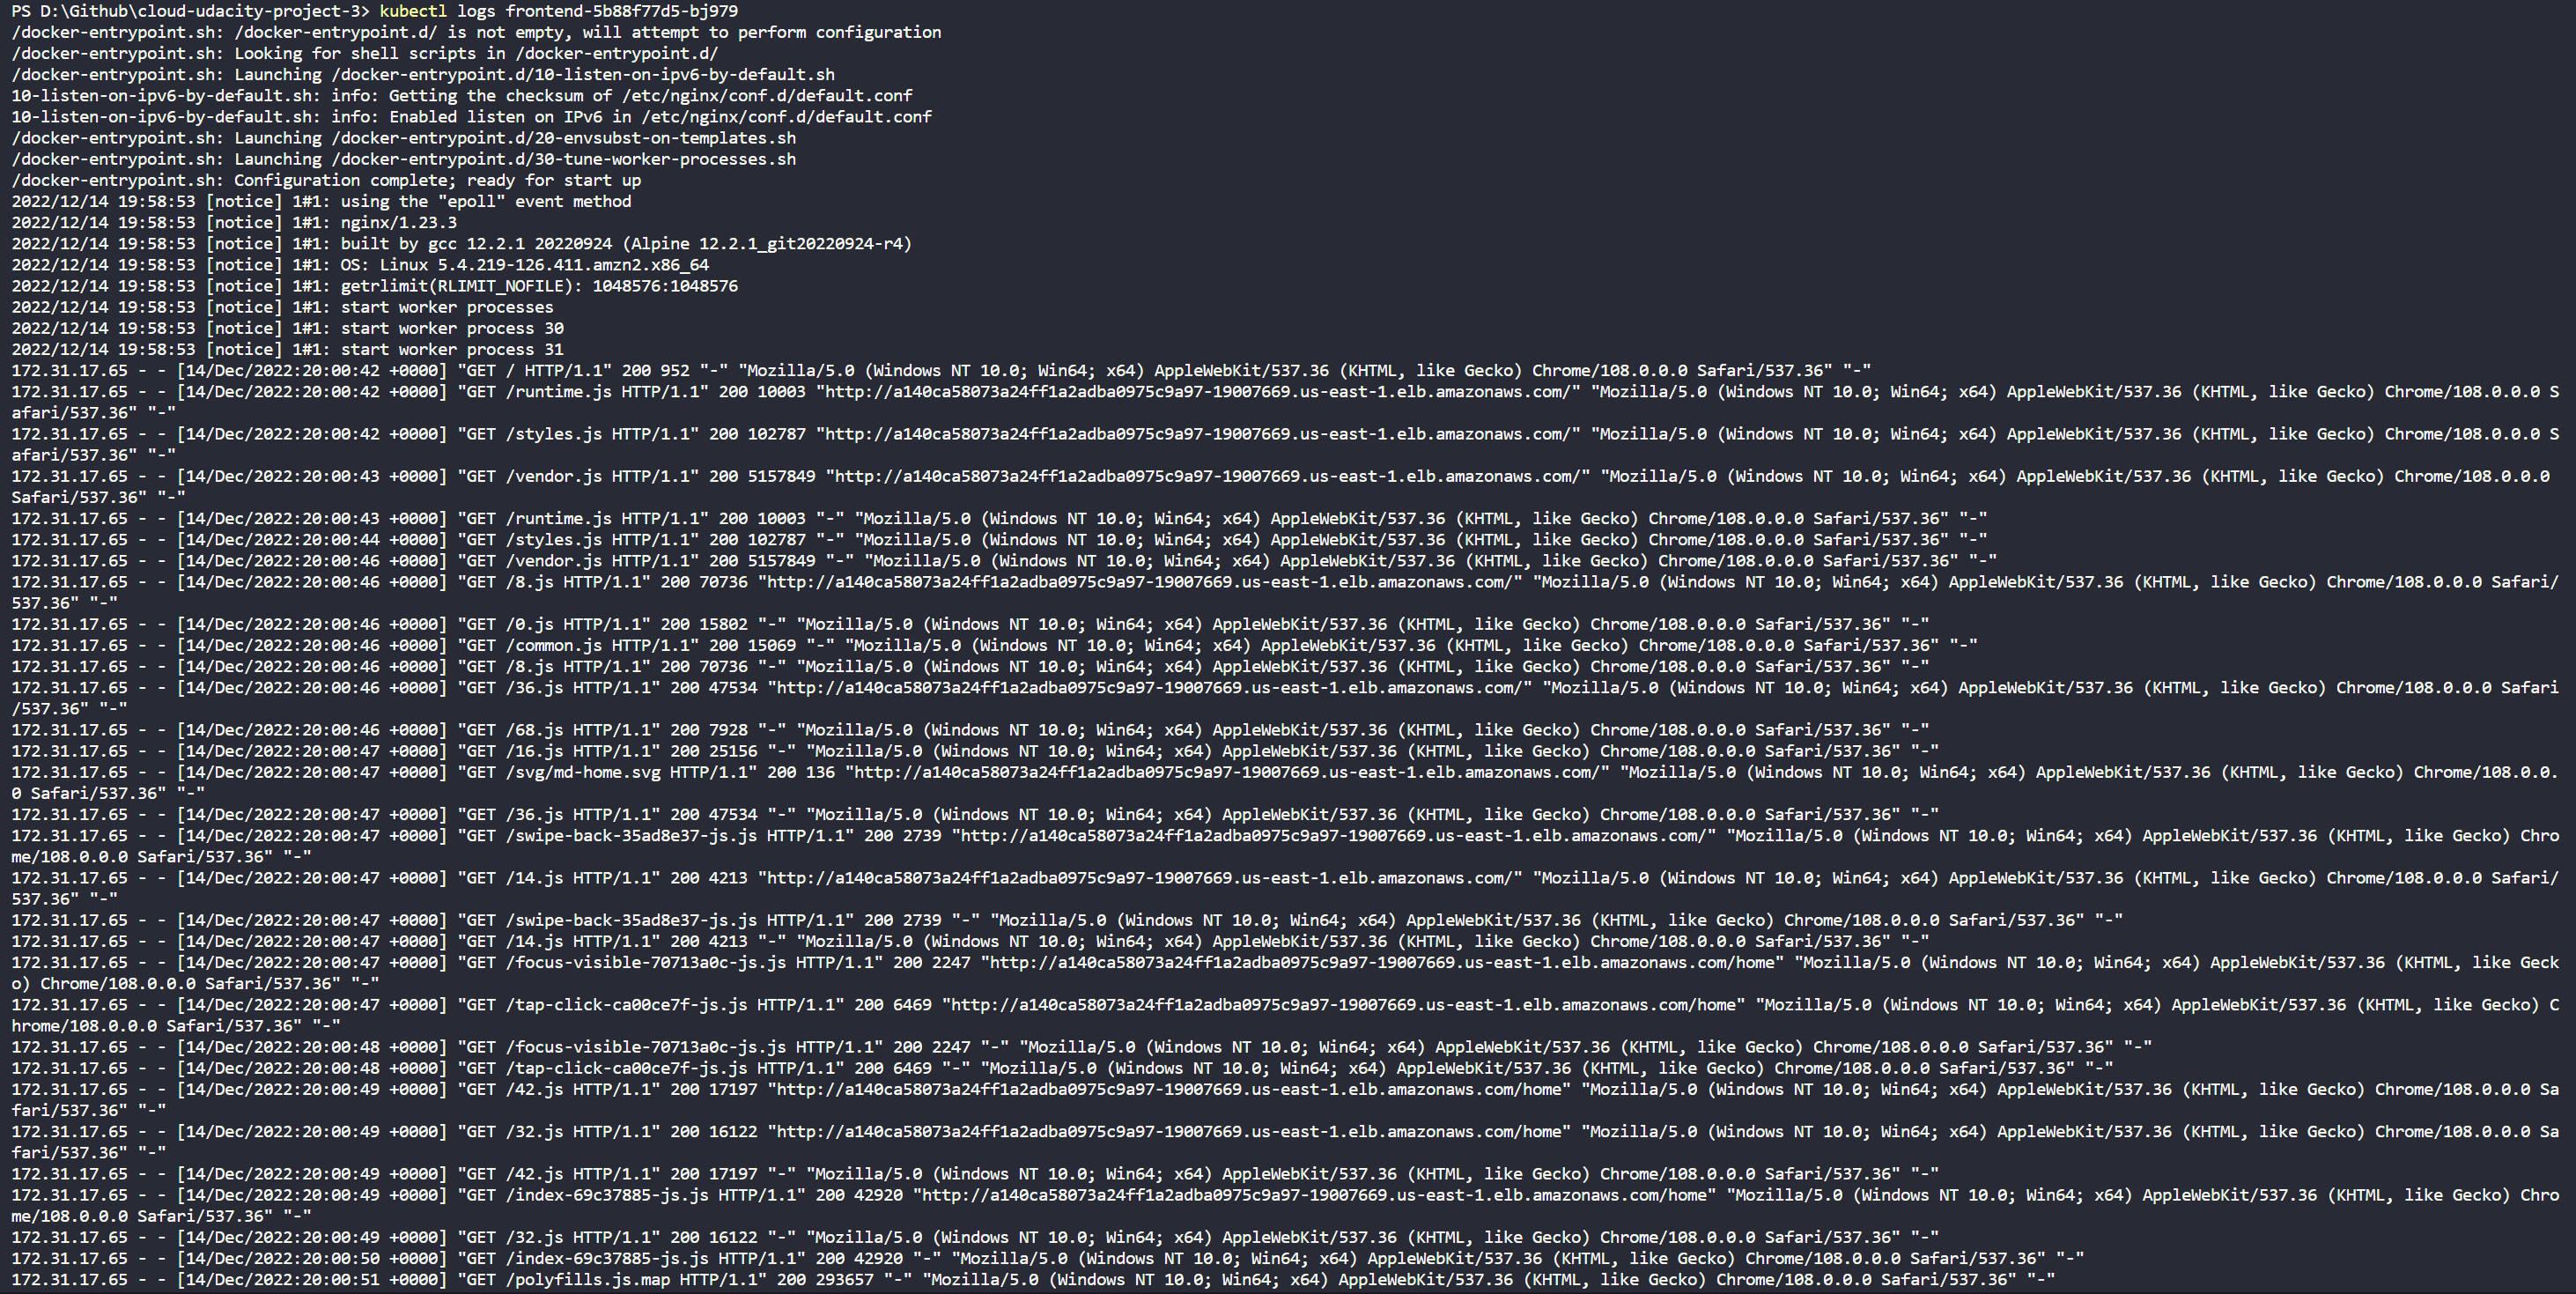 PS D:\Github\cloud-udacity-project-3> kubectl logs frontend-5b88f77d5-bj979
/docker-entrypoint.sh: /docker-entrypoint.d/ is not empty, will attempt to perform configuration
/docker-entrypoint.sh: Looking for shell scripts in /docker-entrypoint.d/
/docker-entrypoint.sh: Launching /docker-entrypoint.d/10-listen-on-ipv6-by-default.sh
10-listen-on-ipv6-by-default.sh: info: Getting the checksum of /etc/nginx/conf.d/default.conf
10-listen-on-ipv6-by-default.sh: info: Enabled listen on IPv6 in /etc/nginx/conf.d/default.conf
/docker-entrypoint.sh: Launching /docker-entrypoint.d/20-envsubst-on-templates.sh
/docker-entrypoint.sh: Launching /docker-entrypoint.d/30-tune-worker-processes.sh
/docker-entrypoint.sh: Configuration complete; ready for start up
2022/12/14 19:58:53 [notice] 1#1: using the "epoll" event method
2022/12/14 19:58:53 [notice] 1#1: nginx/1.23.3
2022/12/14 19:58:53 [notice] 1#1: built by gcc 12.2.1 20220924 (Alpine 12.2.1_git20220924-r4)
2022/12/14 19:58:53 [notice] 1#1: OS: Linux 5.4.219-126.411.amzn2.x86_64
2022/12/14 19:58:53 [notice] 1#1: getrlimit(RLIMIT_NOFILE): 1048576:1048576
2022/12/14 19:58:53 [notice] 1#1: start worker processes
2022/12/14 19:58:53 [notice] 1#1: start worker process 30
2022/12/14 19:58:53 [notice] 1#1: start worker process 31
172.31.17.65 - - [14/Dec/2022:20:00:42 +0000] "GET / HTTP/1.1" 200 952 "-" "Mozilla/5.0 (Windows NT 10.0; Win64; x64) AppleWebKit/537.36 (KHTML, like Gecko) Chrome/108.0.0.0 Safari/537.36" "-"
172.31.17.65 - - [14/Dec/2022:20:00:42 +0000] "GET /runtime.js HTTP/1.1" 200 10003 "http://a140ca58073a24ff1a2adba0975c9a97-19007669.us-east-1.elb.amazonaws.com/" "Mozilla/5.0 (Windows NT 10.0; Win64; x64) AppleWebKit/537.36 (KHTML, like Gecko) Chrome/108.0.0.0 S
afari/537.36" "-"
172.31.17.65 - - [14/Dec/2022:20:00:42 +0000] "GET /styles.js HTTP/1.1" 200 102787 "http://a140ca58073a24ff1a2adba0975c9a97-19007669.us-east-1.elb.amazonaws.com/" "Mozilla/5.0 (Windows NT 10.0; Win64; x64) AppleWebKit/537.36 (KHTML, like Gecko) Chrome/108.0.0.0 S
afari/537.36" "-"
172.31.17.65 - - [14/Dec/2022:20:00:43 +0000] "GET /vendor.js HTTP/1.1" 200 5157849 "http://a140ca58073a24ff1a2adba0975c9a97-19007669.us-east-1.elb.amazonaws.com/" "Mozilla/5.0 (Windows NT 10.0; Win64; x64) AppleWebKit/537.36 (KHTML, like Gecko) Chrome/108.0.0.0
Safari/537.36" "-"
172.31.17.65 - - [14/Dec/2022:20:00:43 +0000] "GET /runtime.js HTTP/1.1" 200 10003 "-" "Mozilla/5.0 (Windows NT 10.0; Win64; x64) AppleWebKit/537.36 (KHTML, like Gecko) Chrome/108.0.0.0 Safari/537.36" "-"
172.31.17.65 - - [14/Dec/2022:20:00:44 +0000] "GET /styles.js HTTP/1.1" 200 102787 "-" "Mozilla/5.0 (Windows NT 10.0; Win64; x64) AppleWebKit/537.36 (KHTML, like Gecko) Chrome/108.0.0.0 Safari/537.36" "-"
172.31.17.65 - - [14/Dec/2022:20:00:46 +0000] "GET /vendor.js HTTP/1.1" 200 5157849 "-" "Mozilla/5.0 (Windows NT 10.0; Win64; x64) AppleWebKit/537.36 (KHTML, like Gecko) Chrome/108.0.0.0 Safari/537.36" "-"
172.31.17.65 - - [14/Dec/2022:20:00:46 +0000] "GET /8.js HTTP/1.1" 200 70736 "http://a140ca58073a24ff1a2adba0975c9a97-19007669.us-east-1.elb.amazonaws.com/" "Mozilla/5.0 (Windows NT 10.0; Win64; x64) AppleWebKit/537.36 (KHTML, like Gecko) Chrome/108.0.0.0 Safari/
537.36" "-"
172.31.17.65 - - [14/Dec/2022:20:00:46 +0000] "GET /0.js HTTP/1.1" 200 15802 "-" "Mozilla/5.0 (Windows NT 10.0; Win64; x64) AppleWebKit/537.36 (KHTML, like Gecko) Chrome/108.0.0.0 Safari/537.36" "-"
172.31.17.65 - - [14/Dec/2022:20:00:46 +0000] "GET /common.js HTTP/1.1" 200 15069 "-" "Mozilla/5.0 (Windows NT 10.0; Win64; x64) AppleWebKit/537.36 (KHTML, like Gecko) Chrome/108.0.0.0 Safari/537.36" "-"
172.31.17.65 - - [14/Dec/2022:20:00:46 +0000] "GET /8.js HTTP/1.1" 200 70736 "-" "Mozilla/5.0 (Windows NT 10.0; Win64; x64) AppleWebKit/537.36 (KHTML, like Gecko) Chrome/108.0.0.0 Safari/537.36" "-"
172.31.17.65 - - [14/Dec/2022:20:00:46 +0000] "GET /36.js HTTP/1.1" 200 47534 "http://a140ca58073a24ff1a2adba0975c9a97-19007669.us-east-1.elb.amazonaws.com/" "Mozilla/5.0 (Windows NT 10.0; Win64; x64) AppleWebKit/537.36 (KHTML, like Gecko) Chrome/108.0.0.0 Safari
/537.36" "-"
172.31.17.65 - - [14/Dec/2022:20:00:46 +0000] "GET /68.js HTTP/1.1" 200 7928 "-" "Mozilla/5.0 (Windows NT 10.0; Win64; x64) AppleWebKit/537.36 (KHTML, like Gecko) Chrome/108.0.0.0 Safari/537.36" "-"
172.31.17.65 - - [14/Dec/2022:20:00:47 +0000] "GET /16.js HTTP/1.1" 200 25156 "-" "Mozilla/5.0 (Windows NT 10.0; Win64; x64) AppleWebKit/537.36 (KHTML, like Gecko) Chrome/108.0.0.0 Safari/537.36" "-"
172.31.17.65 - - [14/Dec/2022:20:00:47 +0000] "GET /svg/md-home.svg HTTP/1.1" 200 136 "http://a140ca58073a24ff1a2adba0975c9a97-19007669.us-east-1.elb.amazonaws.com/" "Mozilla/5.0 (Windows NT 10.0; Win64; x64) AppleWebKit/537.36 (KHTML, like Gecko) Chrome/108.0.0.
0 Safari/537.36" "-"
172.31.17.65 - - [14/Dec/2022:20:00:47 +0000] "GET /36.js HTTP/1.1" 200 47534 "-" "Mozilla/5.0 (Windows NT 10.0; Win64; x64) AppleWebKit/537.36 (KHTML, like Gecko) Chrome/108.0.0.0 Safari/537.36" "-"
172.31.17.65 - - [14/Dec/2022:20:00:47 +0000] "GET /swipe-back-35ad8e37-js.js HTTP/1.1" 200 2739 "http://a140ca58073a24ff1a2adba0975c9a97-19007669.us-east-1.elb.amazonaws.com/" "Mozilla/5.0 (Windows NT 10.0; Win64; x64) AppleWebKit/537.36 (KHTML, like Gecko) Chro
me/108.0.0.0 Safari/537.36" "-"
172.31.17.65 - - [14/Dec/2022:20:00:47 +0000] "GET /14.js HTTP/1.1" 200 4213 "http://a140ca58073a24ff1a2adba0975c9a97-19007669.us-east-1.elb.amazonaws.com/" "Mozilla/5.0 (Windows NT 10.0; Win64; x64) AppleWebKit/537.36 (KHTML, like Gecko) Chrome/108.0.0.0 Safari/
537.36" "-"
172.31.17.65 - - [14/Dec/2022:20:00:47 +0000] "GET /swipe-back-35ad8e37-js.js HTTP/1.1" 200 2739 "-" "Mozilla/5.0 (Windows NT 10.0; Win64; x64) AppleWebKit/537.36 (KHTML, like Gecko) Chrome/108.0.0.0 Safari/537.36" "-"
172.31.17.65 - - [14/Dec/2022:20:00:47 +0000] "GET /14.js HTTP/1.1" 200 4213 "-" "Mozilla/5.0 (Windows NT 10.0; Win64; x64) AppleWebKit/537.36 (KHTML, like Gecko) Chrome/108.0.0.0 Safari/537.36" "-"
172.31.17.65 - - [14/Dec/2022:20:00:47 +0000] "GET /focus-visible-70713a0c-js.js HTTP/1.1" 200 2247 "http://a140ca58073a24ff1a2adba0975c9a97-19007669.us-east-1.elb.amazonaws.com/home" "Mozilla/5.0 (Windows NT 10.0; Win64; x64) AppleWebKit/537.36 (KHTML, like Geck
o) Chrome/108.0.0.0 Safari/537.36" "-"
172.31.17.65 - - [14/Dec/2022:20:00:47 +0000] "GET /tap-click-ca00ce7f-js.js HTTP/1.1" 200 6469 "http://a140ca58073a24ff1a2adba0975c9a97-19007669.us-east-1.elb.amazonaws.com/home" "Mozilla/5.0 (Windows NT 10.0; Win64; x64) AppleWebKit/537.36 (KHTML, like Gecko) C
hrome/108.0.0.0 Safari/537.36" "-"
172.31.17.65 - - [14/Dec/2022:20:00:48 +0000] "GET /focus-visible-70713a0c-js.js HTTP/1.1" 200 2247 "-" "Mozilla/5.0 (Windows NT 10.0; Win64; x64) AppleWebKit/537.36 (KHTML, like Gecko) Chrome/108.0.0.0 Safari/537.36" "-"
172.31.17.65 - - [14/Dec/2022:20:00:48 +0000] "GET /tap-click-ca00ce7f-js.js HTTP/1.1" 200 6469 "-" "Mozilla/5.0 (Windows NT 10.0; Win64; x64) AppleWebKit/537.36 (KHTML, like Gecko) Chrome/108.0.0.0 Safari/537.36" "-"
172.31.17.65 - - [14/Dec/2022:20:00:49 +0000] "GET /42.js HTTP/1.1" 200 17197 "http://a140ca58073a24ff1a2adba0975c9a97-19007669.us-east-1.elb.amazonaws.com/home" "Mozilla/5.0 (Windows NT 10.0; Win64; x64) AppleWebKit/537.36 (KHTML, like Gecko) Chrome/108.0.0.0 Sa
fari/537.36" "-"
172.31.17.65 - - [14/Dec/2022:20:00:49 +0000] "GET /32.js HTTP/1.1" 200 16122 "http://a140ca58073a24ff1a2adba0975c9a97-19007669.us-east-1.elb.amazonaws.com/home" "Mozilla/5.0 (Windows NT 10.0; Win64; x64) AppleWebKit/537.36 (KHTML, like Gecko) Chrome/108.0.0.0 Sa
fari/537.36" "-"
172.31.17.65 - - [14/Dec/2022:20:00:49 +0000] "GET /42.js HTTP/1.1" 200 17197 "-" "Mozilla/5.0 (Windows NT 10.0; Win64; x64) AppleWebKit/537.36 (KHTML, like Gecko) Chrome/108.0.0.0 Safari/537.36" "-"
172.31.17.65 - - [14/Dec/2022:20:00:49 +0000] "GET /index-69c37885-js.js HTTP/1.1" 200 42920 "http://a140ca58073a24ff1a2adba0975c9a97-19007669.us-east-1.elb.amazonaws.com/home" "Mozilla/5.0 (Windows NT 10.0; Win64; x64) AppleWebKit/537.36 (KHTML, like Gecko) Chro
me/108.0.0.0 Safari/537.36" "-"
172.31.17.65 - - [14/Dec/2022:20:00:49 +0000] "GET /32.js HTTP/1.1" 200 16122 "-" "Mozilla/5.0 (Windows NT 10.0; Win64; x64) AppleWebKit/537.36 (KHTML, like Gecko) Chrome/108.0.0.0 Safari/537.36" "-"
172.31.17.65 - - [14/Dec/2022:20:00:50 +0000] "GET /index-69c37885-js.js HTTP/1.1" 200 42920 "-" "Mozilla/5.0 (Windows NT 10.0; Win64; x64) AppleWebKit/537.36 (KHTML, like Gecko) Chrome/108.0.0.0 Safari/537.36" "-"
172.31.17.65 - - [14/Dec/2022:20:00:51 +0000] "GET /polyfills.js.map HTTP/1.1" 200 293657 "-" "Mozilla/5.0 (Windows NT 10.0; Win64; x64) AppleWebKit/537.36 (KHTML, like Gecko) Chrome/108.0.0.0 Safari/537.36" "-"